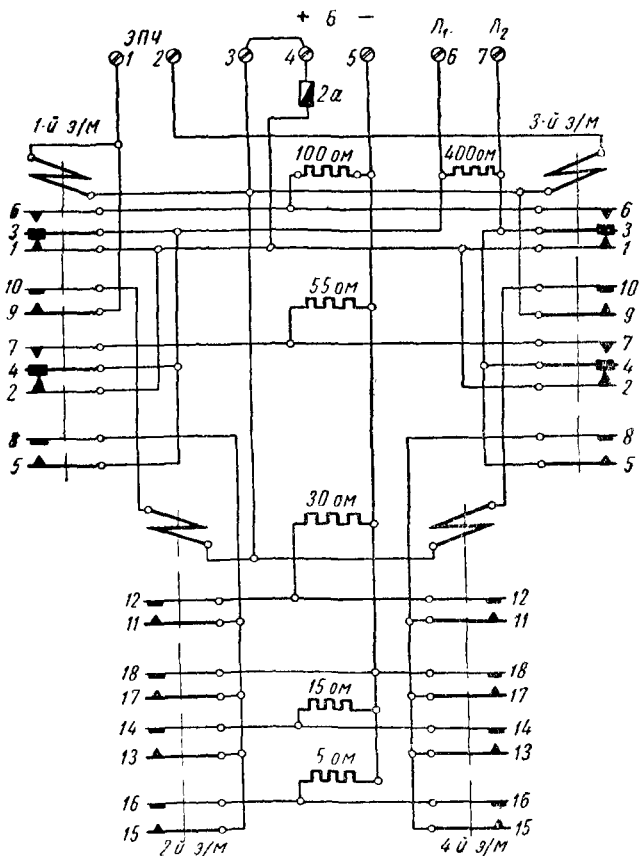 + Б -
ЭПЧ Л₁ Л₂
1 2 3 4 5 6 7
2а
1-й э/м 3-й э/м
100 ом 400 ом
6 6
3 3
1 1
10 10
55 ом
9 9
7 7
4 4
2 2
8 8
5 5
30 ом
12 12
11 11
18 18
17 15 ом 17
14 14
13 13
5 ом
16 16
15 15
2й э/м 4й э/м